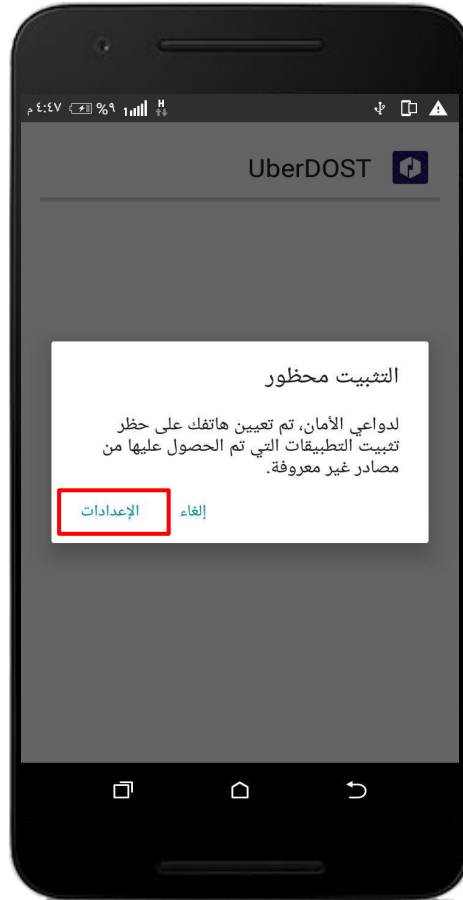 ٤:٤٧ م %٩ H
UberDOST
التثبيت محظور
لدواعي الأمان، تم تعيين هاتفك على حظر
تثبيت التطبيقات التي تم الحصول عليها من
مصادر غير معروفة.
إلغاء الإعدادات